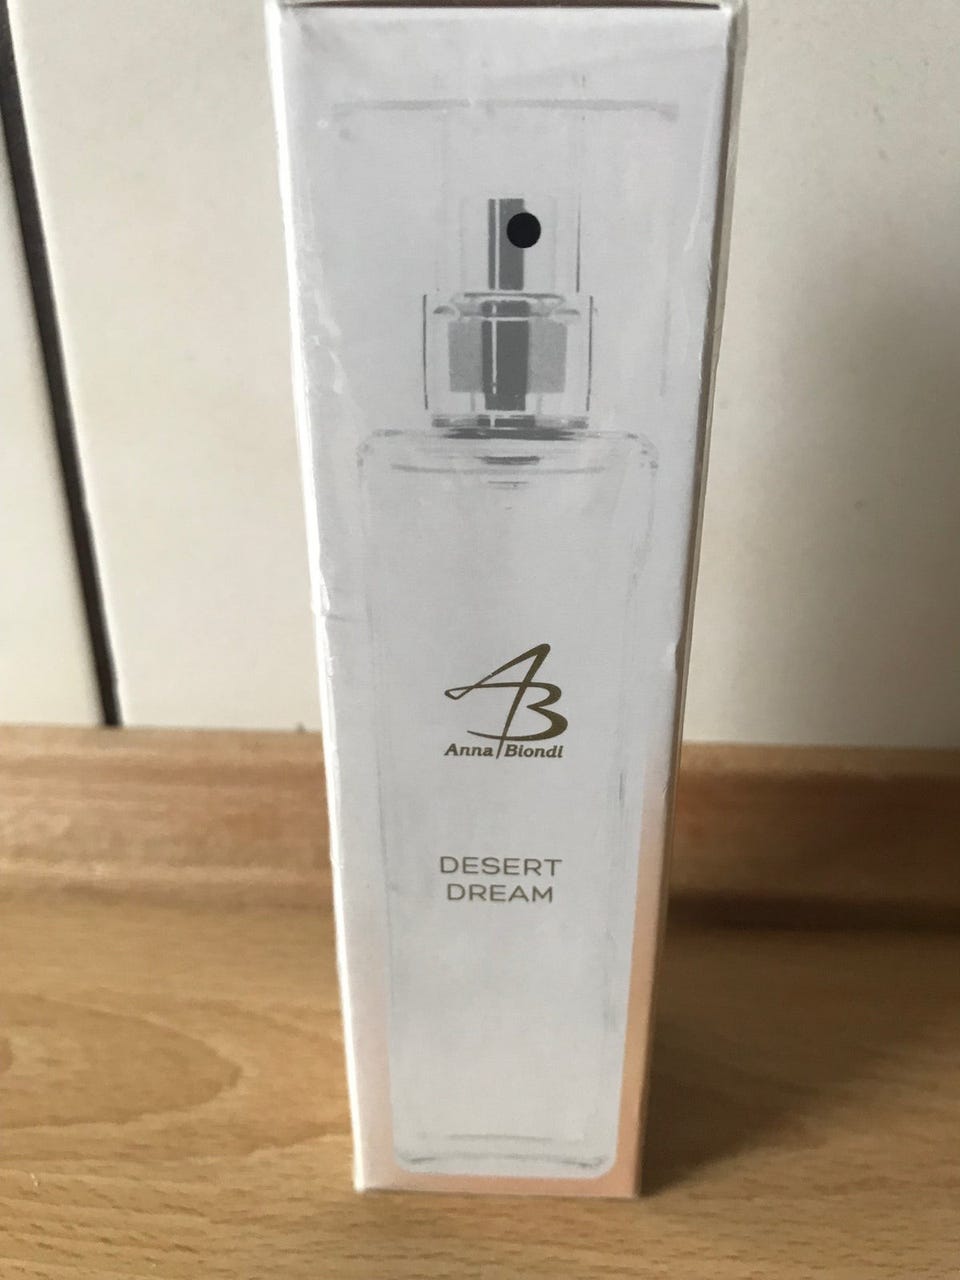 AB
Anna Biondi
DESERT
DREAM